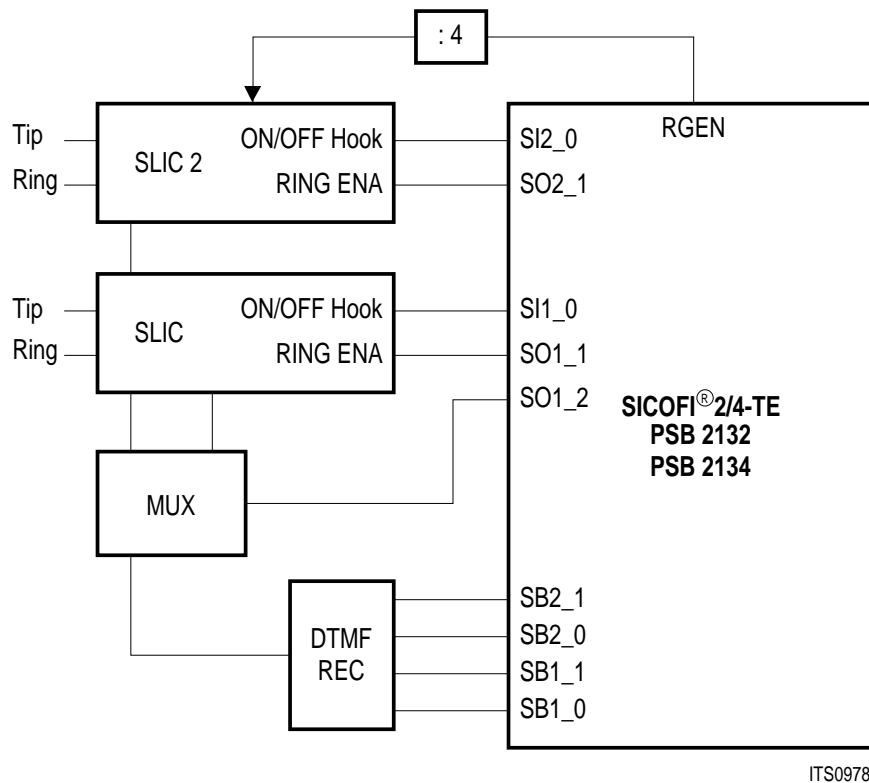 : 4
RGEN
Tip
Ring
SLIC 2
ON/OFF Hook
RING ENA
SI2_0
SO2_1
Tip
Ring
SLIC
ON/OFF Hook
RING ENA
SI1_0
SO1_1
SO1_2
SICOFI®2/4-TE
PSB 2132
PSB 2134
MUX
DTMF
REC
SB2_1
SB2_0
SB1_1
SB1_0
ITS0978